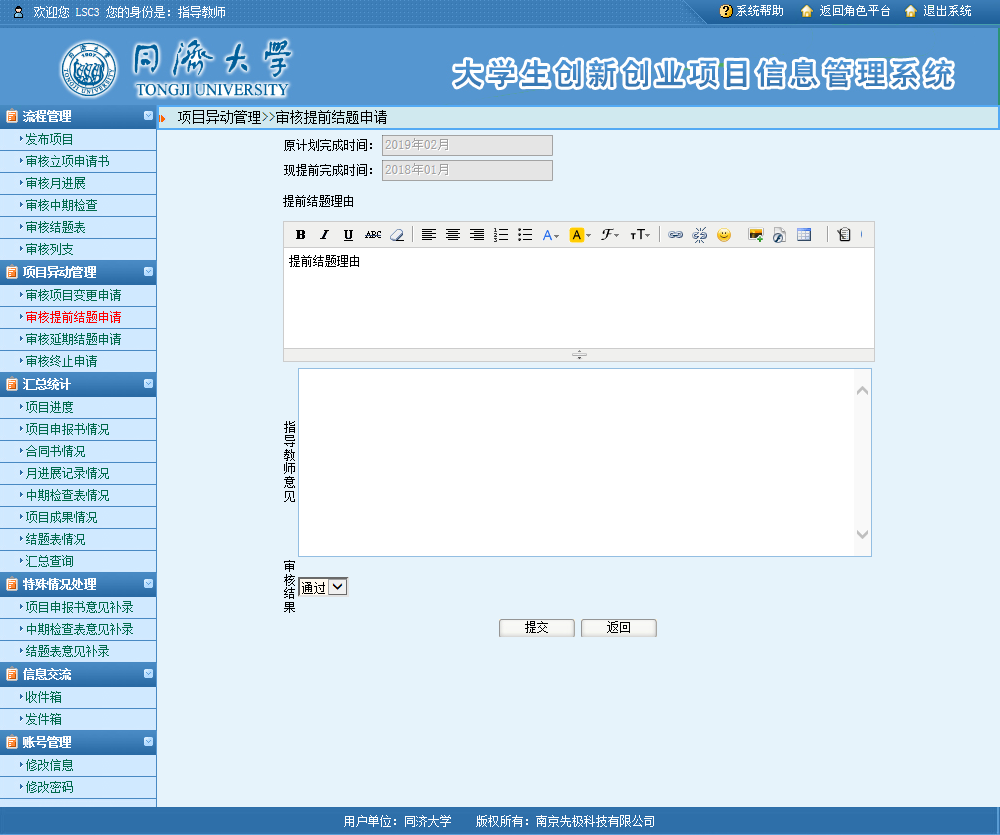 欢迎您 LSC3 您的身份是：指导教师
系统帮助 返回角色平台 退出系统
同济大学
TONGJI UNIVERSITY
大学生创新创业项目信息管理系统
流程管理
发布项目
审核立项申请书
审核月进展
审核中期检查
审核结题表
审核列支
项目异动管理
审核项目变更申请
审核提前结题申请
审核延期结题申请
审核终止申请
汇总统计
项目进度
项目申报书情况
合同书情况
月进展记录情况
中期检查表情况
项目成果情况
结题表情况
汇总查询
特殊情况处理
项目申报书意见补录
中期检查表意见补录
结题表意见补录
信息交流
收件箱
发件箱
账号管理
修改信息
修改密码
项目异动管理>>审核提前结题申请
原计划完成时间： 2019年02月
现提前完成时间： 2018年01月
提前结题理由
B I U ABC A A F TT
提前结题理由
指导教师意见
审核结果 通过
提交 返回
用户单位：同济大学 版权所有：南京先极科技有限公司